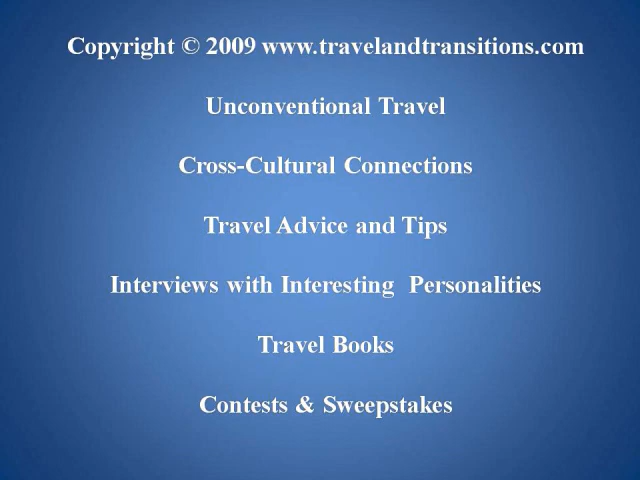 Copyright © 2009 www.travelandtransitions.com
Unconventional Travel
Cross-Cultural Connections
Travel Advice and Tips
Interviews with Interesting  Personalities
Travel Books
Contests & Sweepstakes